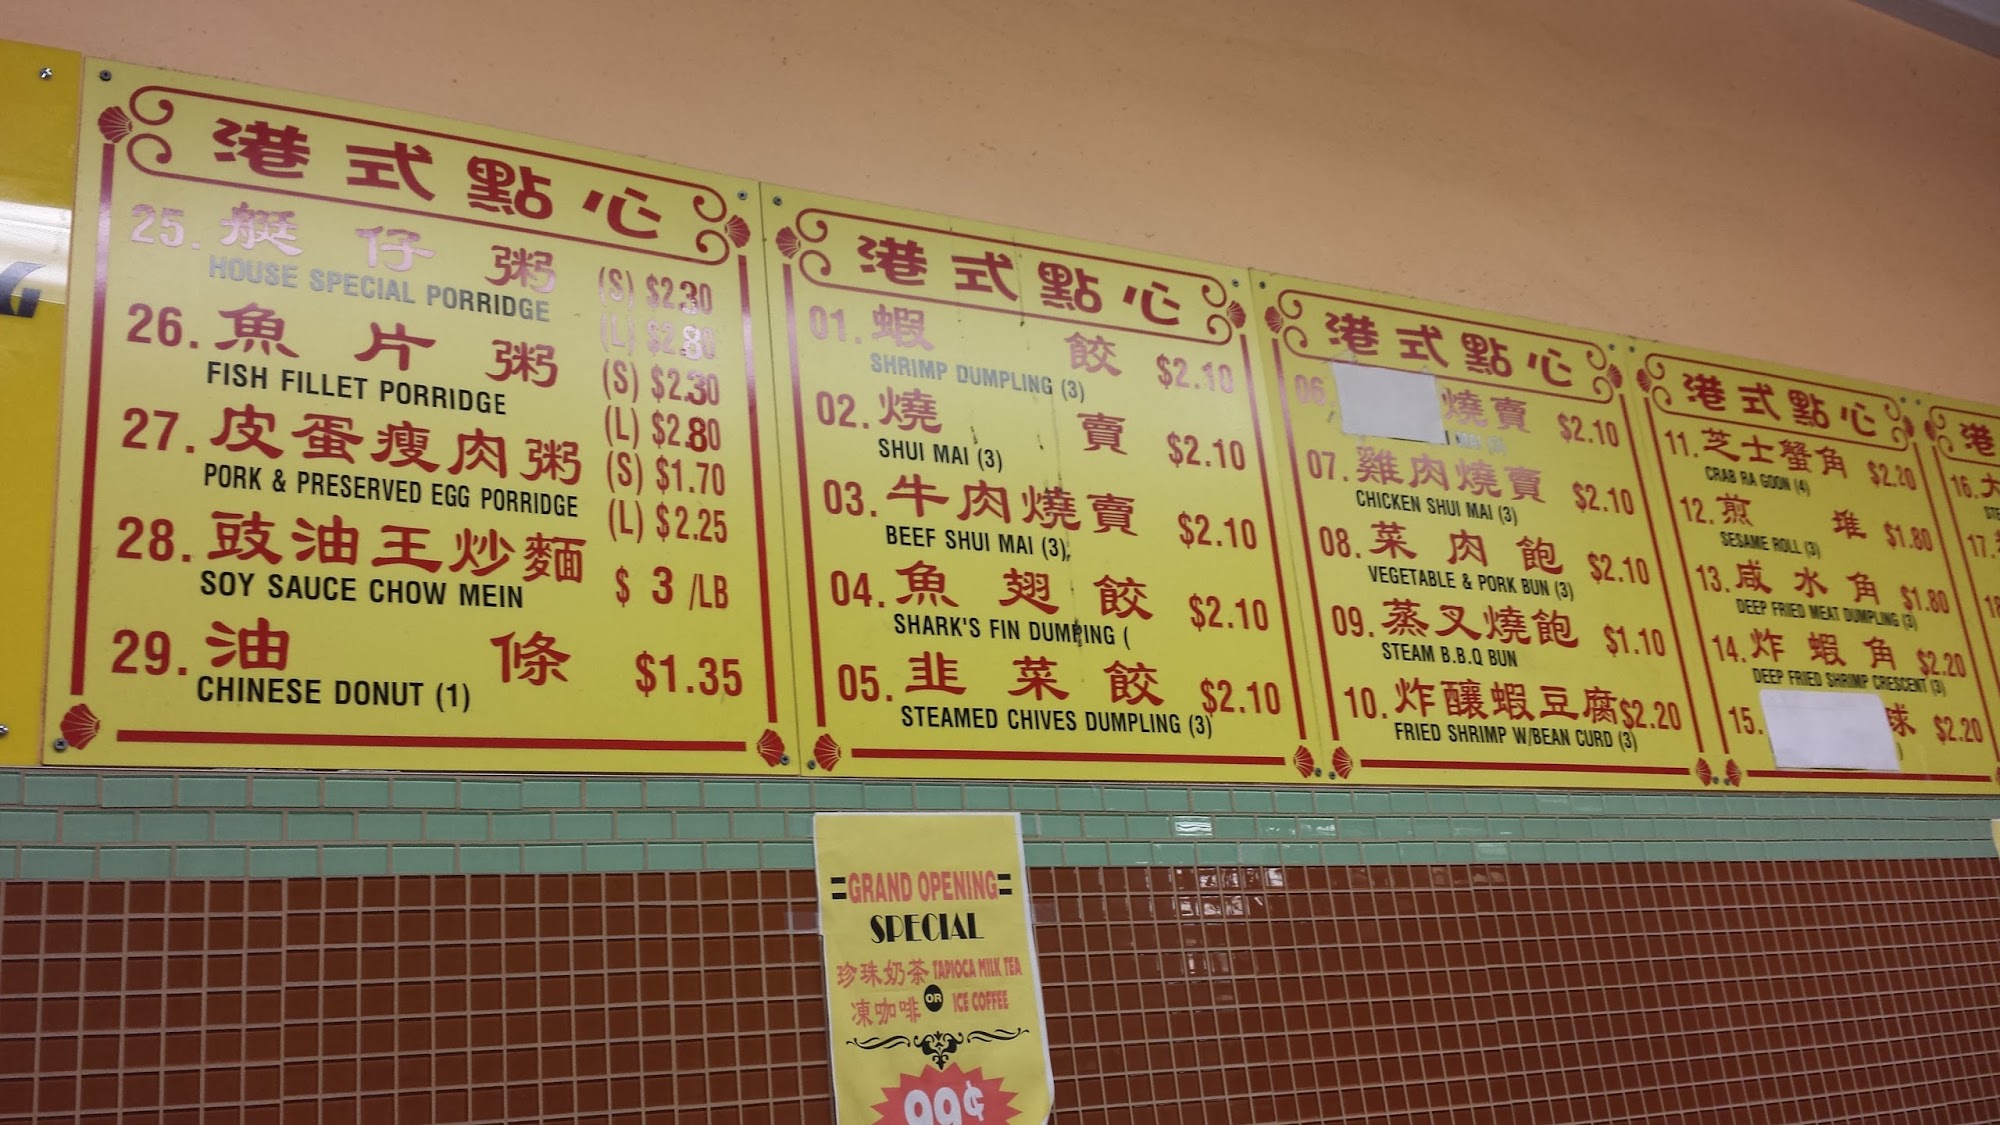 港式點心
25. 艇仔粥 (S) $2.30
HOUSE SPECIAL PORRIDGE (L) $2.80
26. 魚片粥 (S) $2.30
FISH FILLET PORRIDGE (L) $2.80
27. 皮蛋瘦肉粥 (S) $1.70
PORK & PRESERVED EGG PORRIDGE (L) $2.25
28. 豉油王炒麵 $3/LB
SOY SAUCE CHOW MEIN
29. 油條 $1.35
CHINESE DONUT (1)
港式點心
01. 蝦餃 $2.10
SHRIMP DUMPLING (3)
02. 燒賣 $2.10
SHUI MAI (3)
03. 牛肉燒賣 $2.10
BEEF SHUI MAI (3)
04. 魚翅餃 $2.10
SHARK'S FIN DUMPING (
05. 韭菜餃 $2.10
STEAMED CHIVES DUMPLING (3)
港式點心
06. 燒賣 $2.10
07. 雞肉燒賣 $2.10
CHICKEN SHUI MAI (3)
08. 菜肉飽 $2.10
VEGETABLE & PORK BUN (3)
09. 蒸叉燒飽 $1.10
STEAM B.B.Q BUN
10. 炸釀蝦豆腐 $2.20
FRIED SHRIMP W/BEAN CURD (3)
港式點心
11. 芝士蟹角 $2.20
CRAB RA GOON (4)
12. 煎堆 $1.80
SESAME ROLL (3)
13. 咸水角 $1.80
DEEP FRIED MEAT DUMPLING (3)
14. 炸蝦角 $2.20
DEEP FRIED SHRIMP CRESCENT (3)
15. 球 $2.20
港
16.
17.
GRAND OPENING
SPECIAL
珍珠奶茶 TAPIOCA MILK TEA
凍咖啡 OR ICE COFFEE
99¢